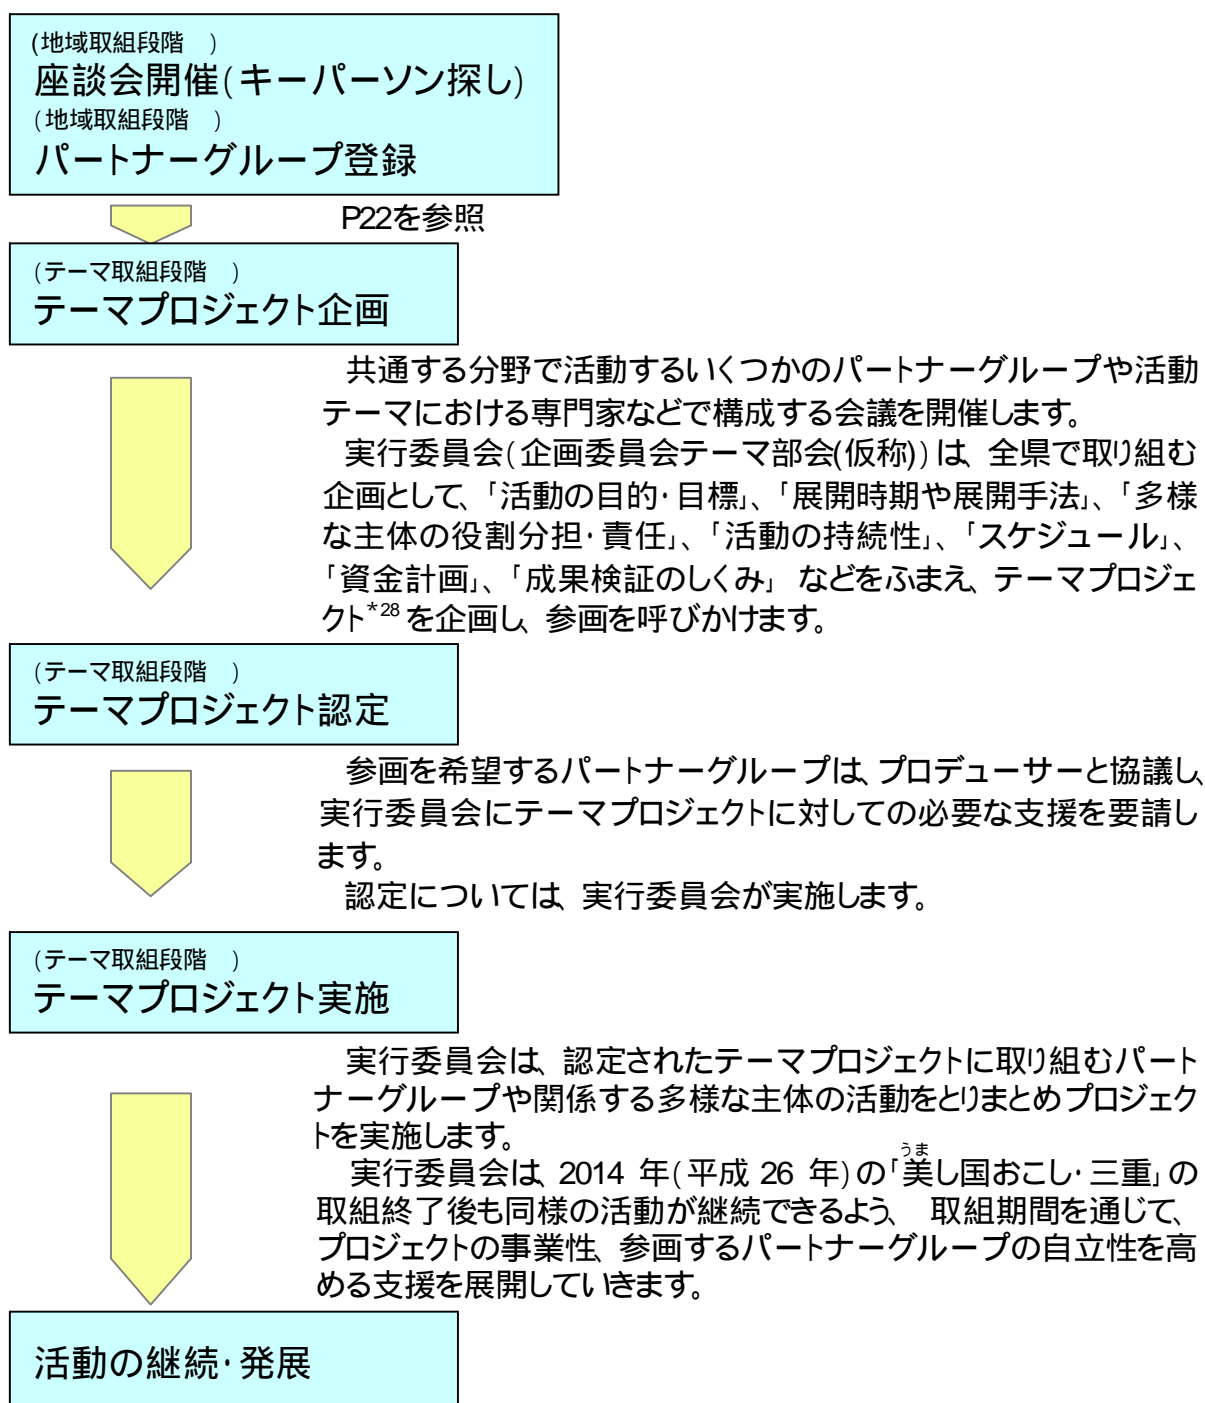 (地域取組段階　)
座談会開催(キーパーソン探し)
(地域取組段階　)
パートナーグループ登録
P22を参照
(テーマ取組段階　)
テーマプロジェクト企画
共通する分野で活動するいくつかのパートナーグループや活動
テーマにおける専門家などで構成する会議を開催します。
実行委員会(企画委員会テーマ部会(仮称))は、全県で取り組む
企画として、「活動の目的・目標」、「展開時期や展開手法」、「多様
な主体の役割分担・責任」、「活動の持続性」、「スケジュール」、
「資金計画」、「成果検証のしくみ」などをふまえ、テーマプロジェ
クト*28を企画し、参画を呼びかけます。
(テーマ取組段階　)
テーマプロジェクト認定
参画を希望するパートナーグループは、プロデューサーと協議し、
実行委員会にテーマプロジェクトに対しての必要な支援を要請し
ます。
認定については、実行委員会が実施します。
(テーマ取組段階　)
テーマプロジェクト実施
実行委員会は、認定されたテーマプロジェクトに取り組むパート
ナーグループや関係する多様な主体の活動をとりまとめプロジェク
トを実施します。
うま
実行委員会は、2014 年(平成 26 年)の「美し国おこし・三重」の
取組終了後も同様の活動が継続できるよう、 取組期間を通じて、
プロジェクトの事業性、参画するパートナーグループの自立性を高
める支援を展開していきます。
活動の継続・発展